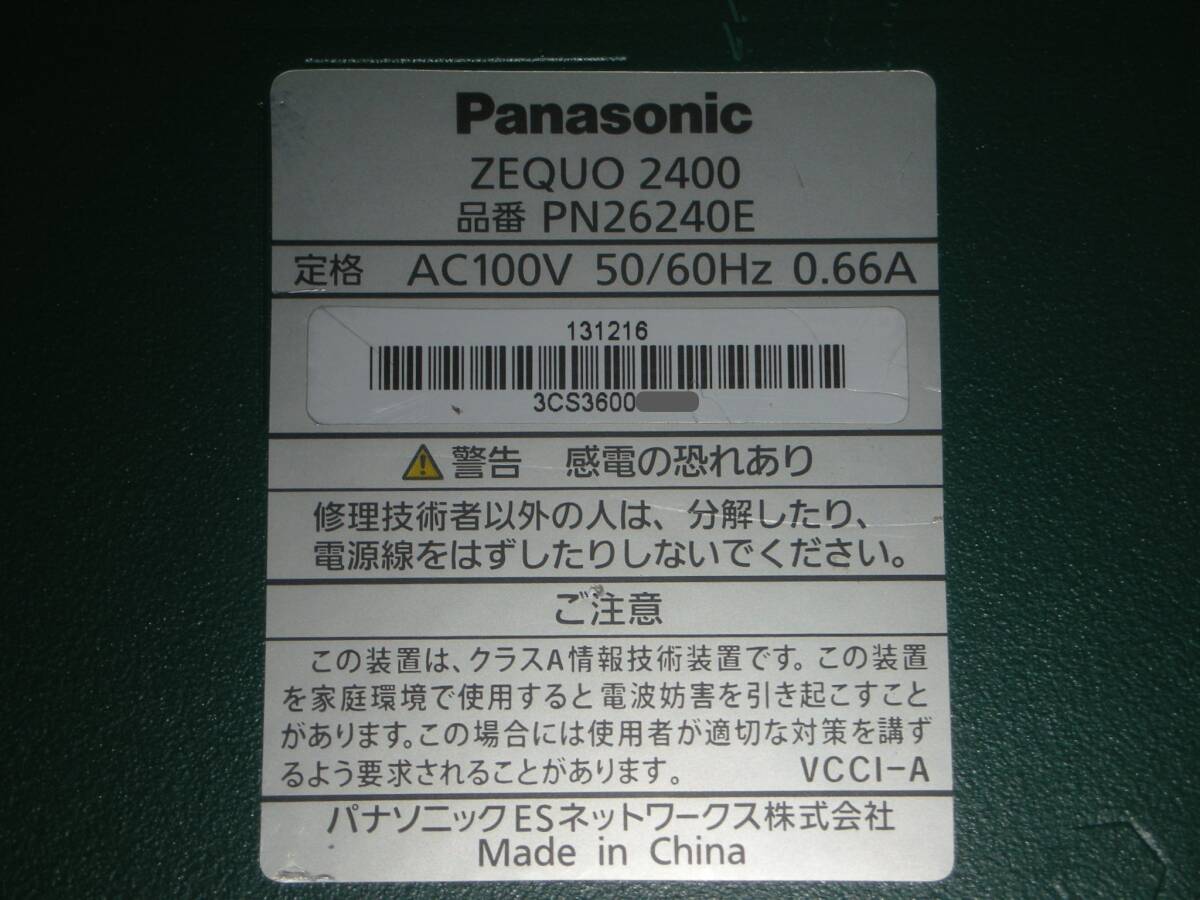 Panasonic
ZEQUO 2400
品番 PN26240E
定格 AC100V 50/60Hz 0.66A
131216
3CS3600
警告 感電の恐れあり
修理技術者以外の人は、分解したり、
電源線をはずしたりしないでください。
ご注意
この装置は、クラスA情報技術装置です。この装置
を家庭環境で使用すると電波妨害を引き起こすこと
があります。この場合には使用者が適切な対策を講ず
るよう要求されることがあります。 VCCI-A
パナソニックESネットワークス株式会社
Made in China